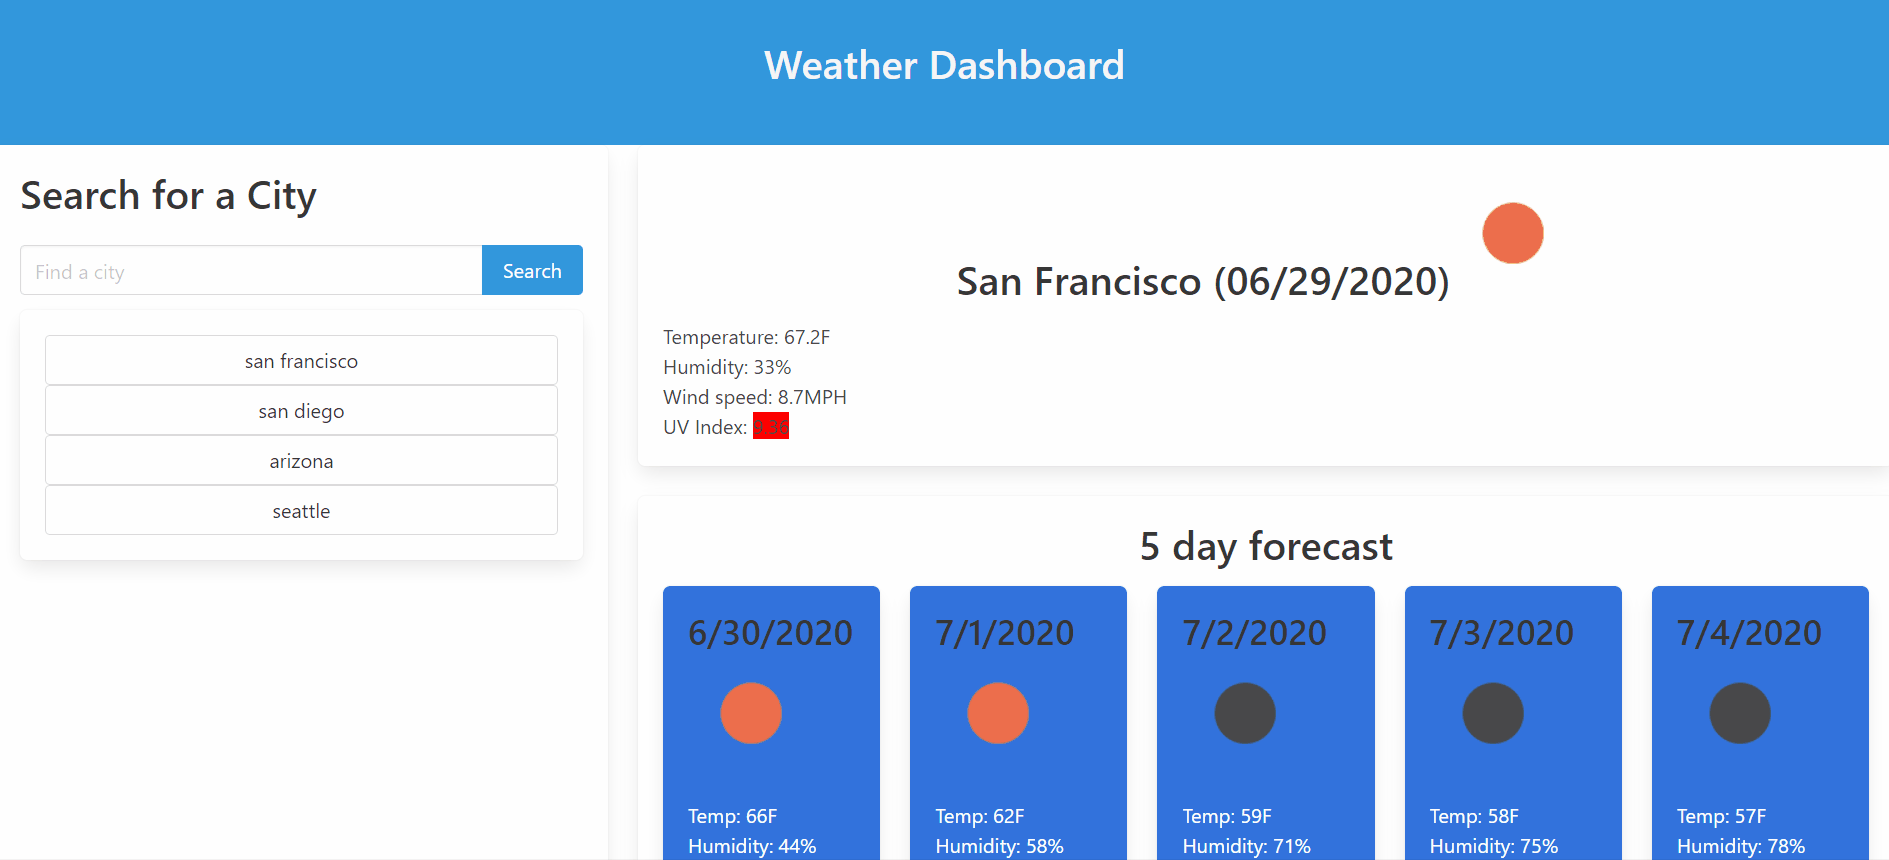 Weather Dashboard
Search for a City
Find a city
Search
san francisco
san diego
arizona
seattle
San Francisco (06/29/2020)
Temperature: 67.2F
Humidity: 33%
Wind speed: 8.7MPH
UV Index:
5 day forecast
6/30/2020
Temp: 66F
Humidity: 44%
7/1/2020
Temp: 62F
Humidity: 58%
7/2/2020
Temp: 59F
Humidity: 71%
7/3/2020
Temp: 58F
Humidity: 75%
7/4/2020
Temp: 57F
Humidity: 78%